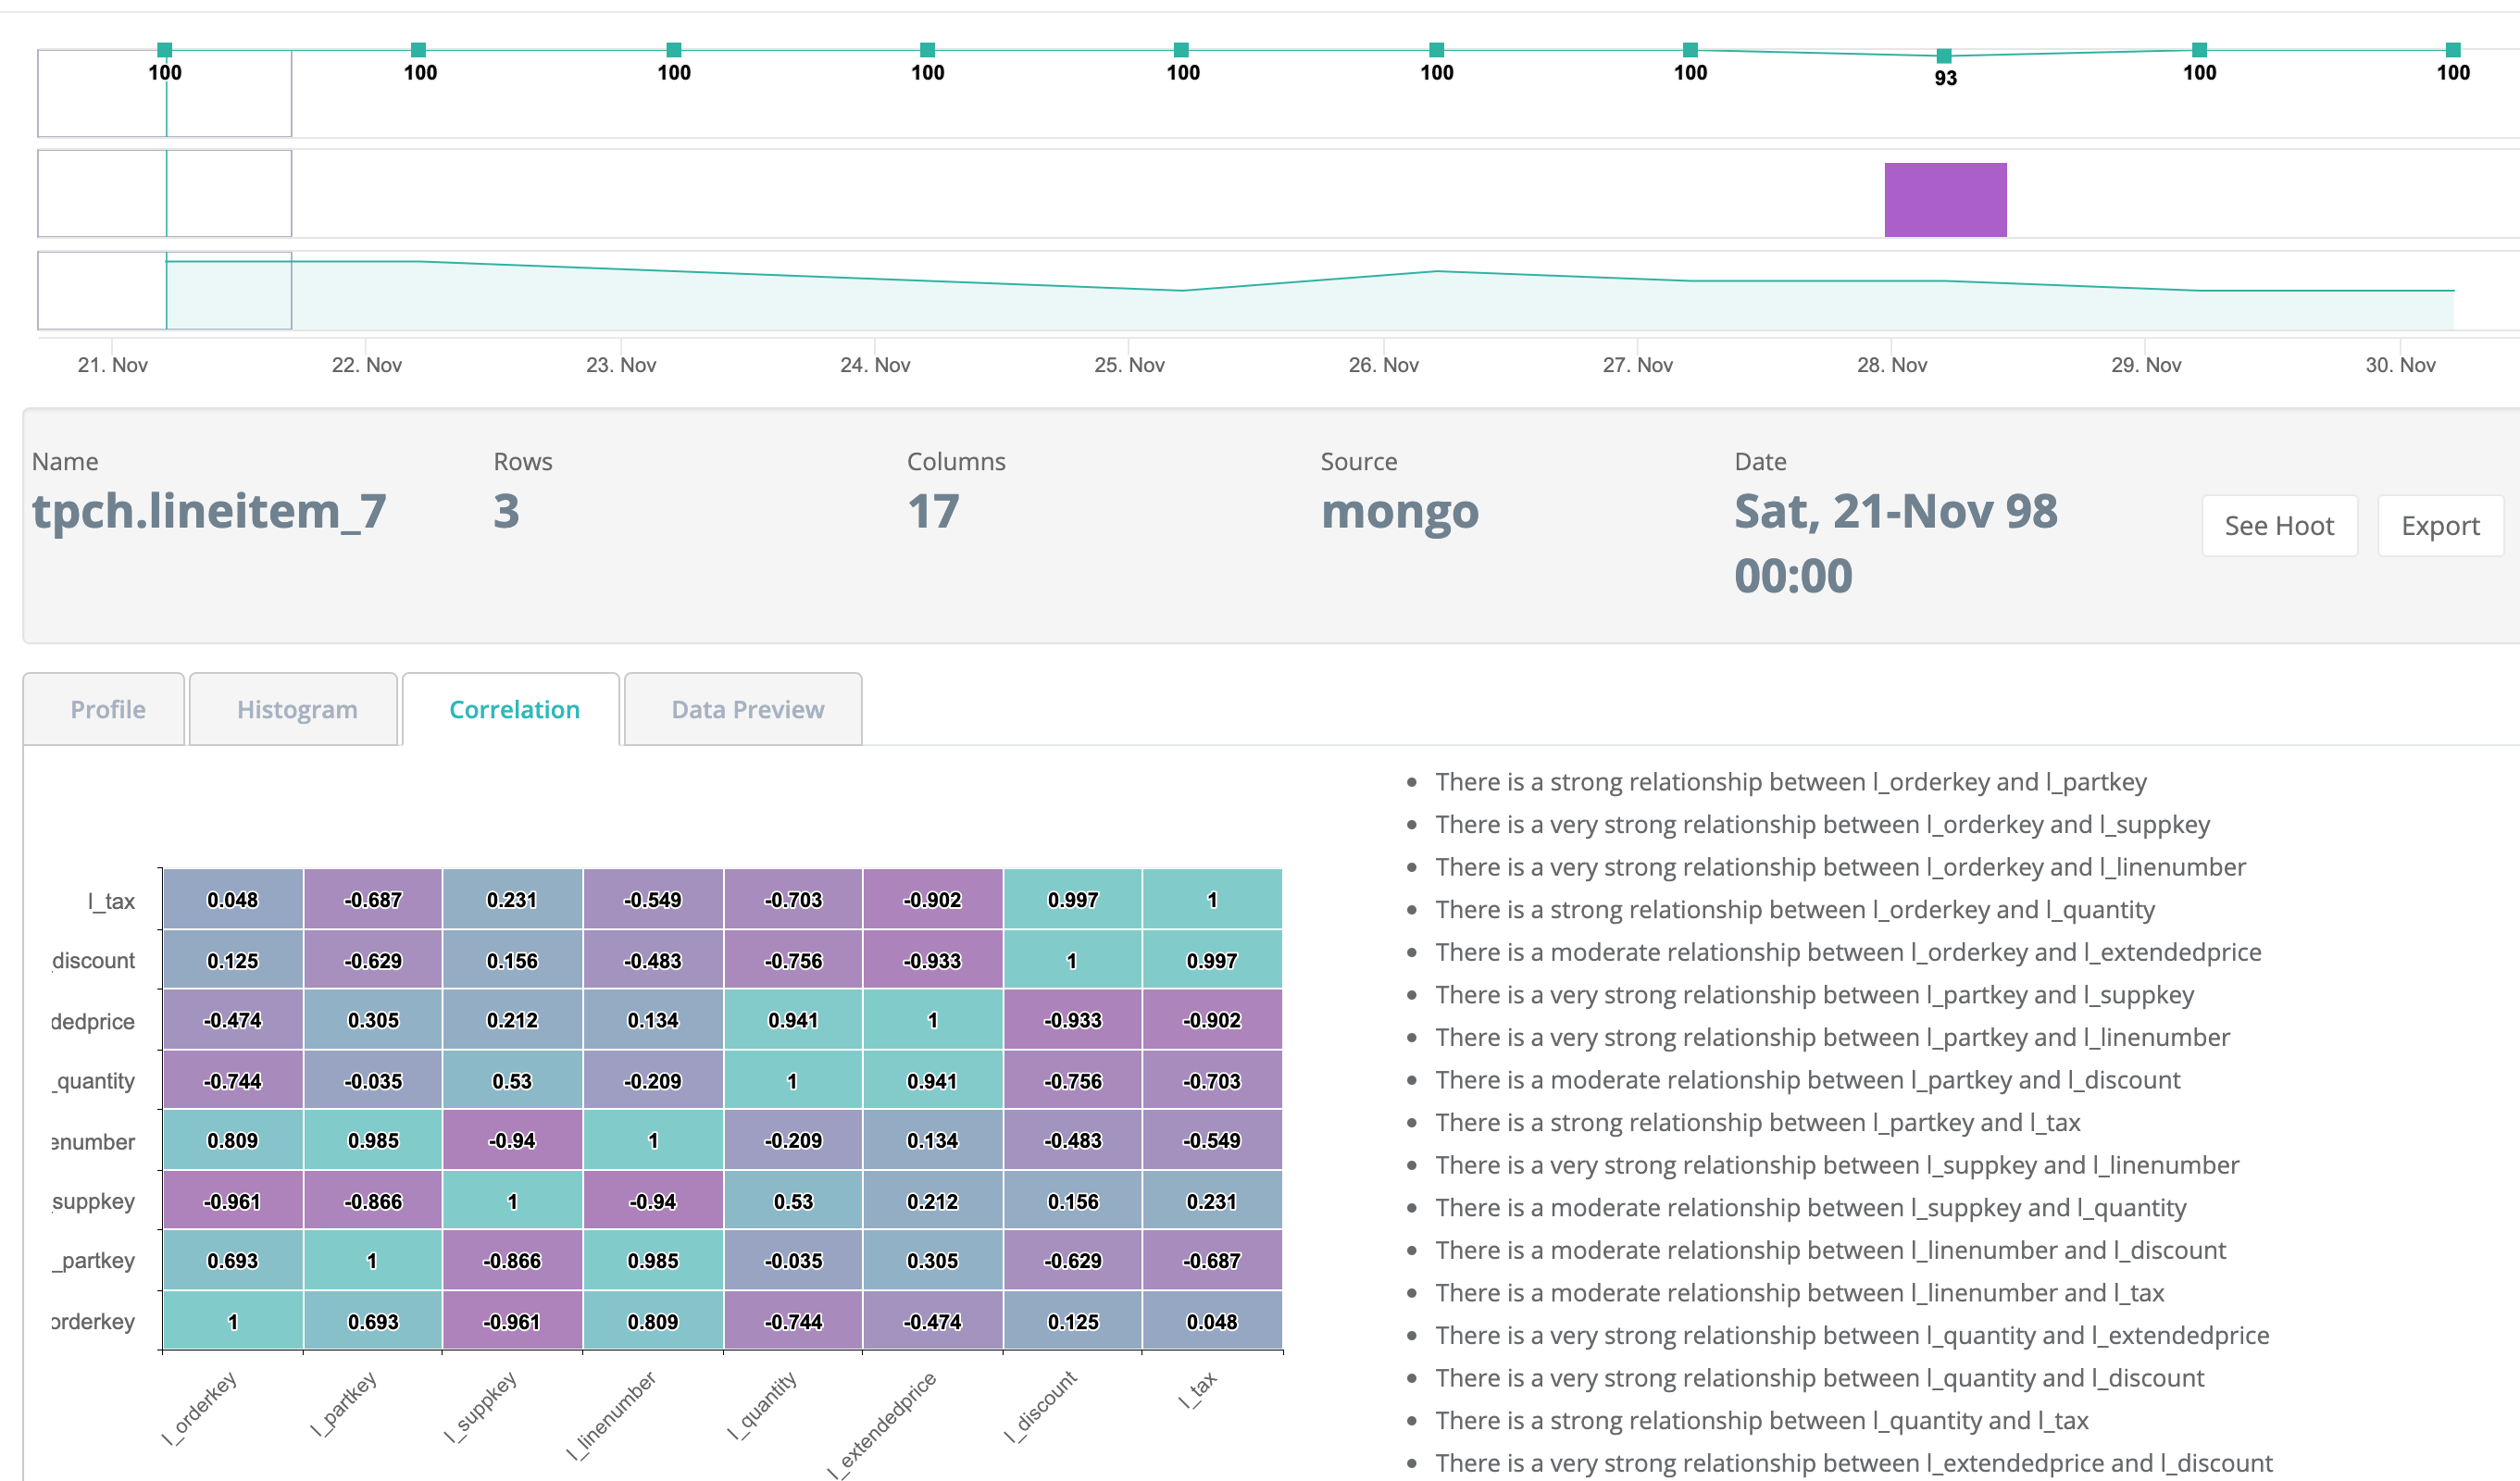 100 100 100 100 100 100 100 93 100 100
21. Nov 22. Nov 23. Nov 24. Nov 25. Nov 26. Nov 27. Nov 28. Nov 29. Nov 30. Nov
Name Rows Columns Source Date
tpch.lineitem_7 3 17 mongo Sat, 21-Nov 98
00:00
See Hoot Export
Profile Histogram Correlation Data Preview
l_tax 0.048 -0.687 0.231 -0.549 -0.703 -0.902 0.997 1
_discount 0.125 -0.629 0.156 -0.483 -0.756 -0.933 1 0.997
dedprice -0.474 0.305 0.212 0.134 0.941 1 -0.933 -0.902
_quantity -0.744 -0.035 0.53 -0.209 1 0.941 -0.756 -0.703
enumber 0.809 0.985 -0.94 1 -0.209 0.134 -0.483 -0.549
_suppkey -0.961 -0.866 1 -0.94 0.53 0.212 0.156 0.231
_partkey 0.693 1 -0.866 0.985 -0.035 0.305 -0.629 -0.687
orderkey 1 0.693 -0.961 0.809 -0.744 -0.474 0.125 0.048
l_orderkey l_partkey l_suppkey l_linenumber l_quantity l_extendedprice l_discount l_tax
• There is a strong relationship between l_orderkey and l_partkey
• There is a very strong relationship between l_orderkey and l_suppkey
• There is a very strong relationship between l_orderkey and l_linenumber
• There is a strong relationship between l_orderkey and l_quantity
• There is a moderate relationship between l_orderkey and l_extendedprice
• There is a very strong relationship between l_partkey and l_suppkey
• There is a very strong relationship between l_partkey and l_linenumber
• There is a moderate relationship between l_partkey and l_discount
• There is a strong relationship between l_partkey and l_tax
• There is a very strong relationship between l_suppkey and l_linenumber
• There is a moderate relationship between l_suppkey and l_quantity
• There is a moderate relationship between l_linenumber and l_discount
• There is a moderate relationship between l_linenumber and l_tax
• There is a very strong relationship between l_quantity and l_extendedprice
• There is a very strong relationship between l_quantity and l_discount
• There is a strong relationship between l_quantity and l_tax
• There is a very strong relationship between l_extendedprice and l_discount